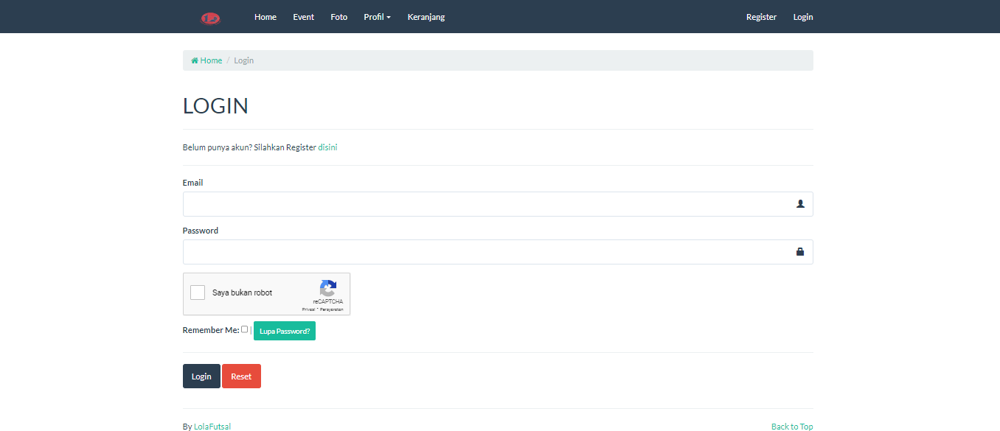 Home Event Foto Profil Keranjang Register Login
Home / Login
LOGIN
Belum punya akun? Silahkan Register disini
Email
Password
Saya bukan robot
reCAPTCHA
Privasi - Persyaratan
Remember Me: | Lupa Password?
Login Reset
By LolaFutsal Back to Top